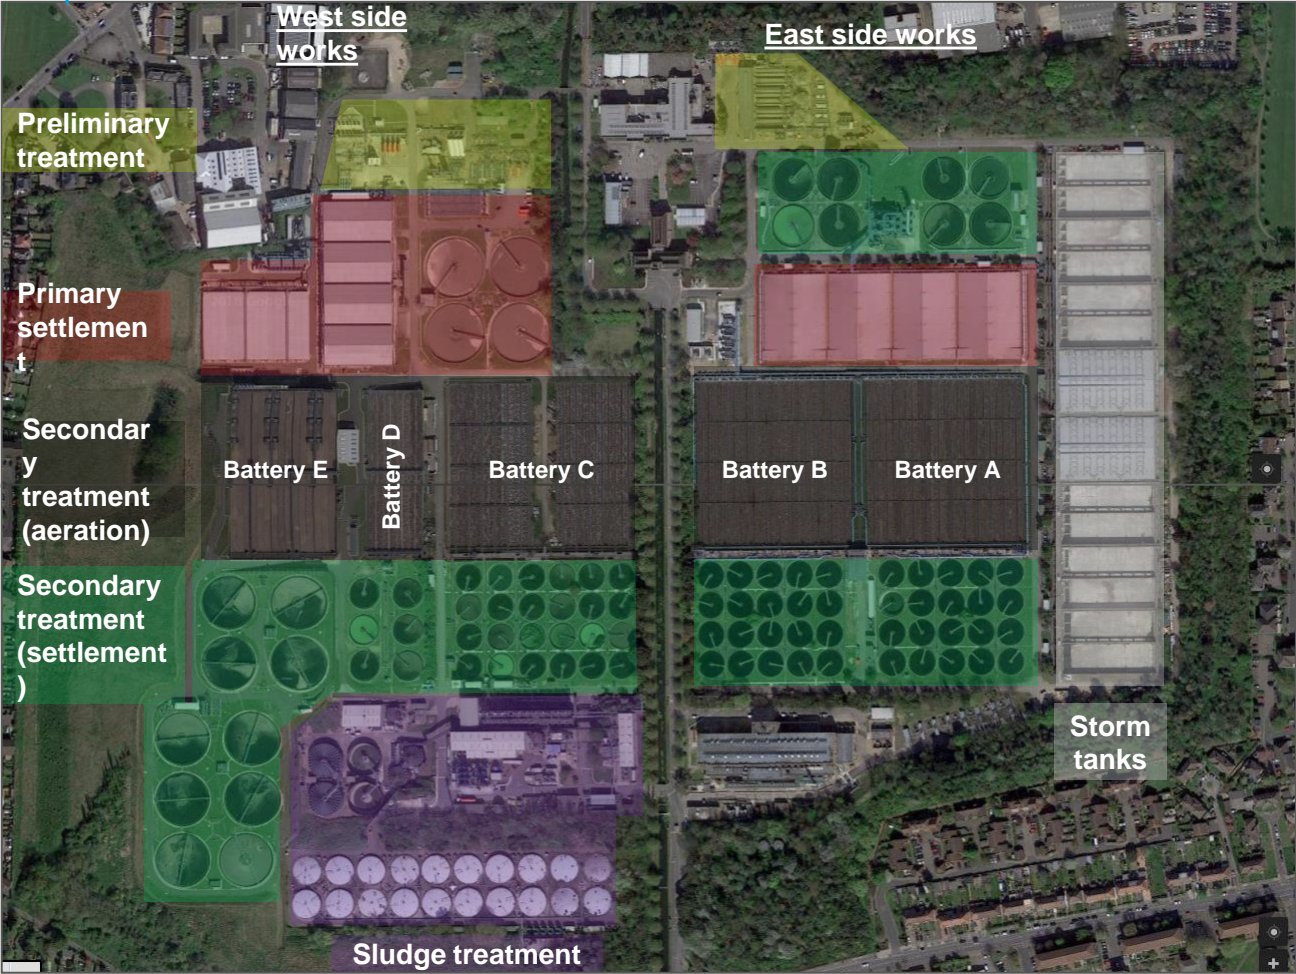 West side
works
East side works
Preliminary
treatment
Primary
settlemen
t
Secondar
y
treatment
(aeration)
Battery E
Battery D
Battery C
Battery B
Battery A
Secondary
treatment
(settlement
)
Storm
tanks
Sludge treatment